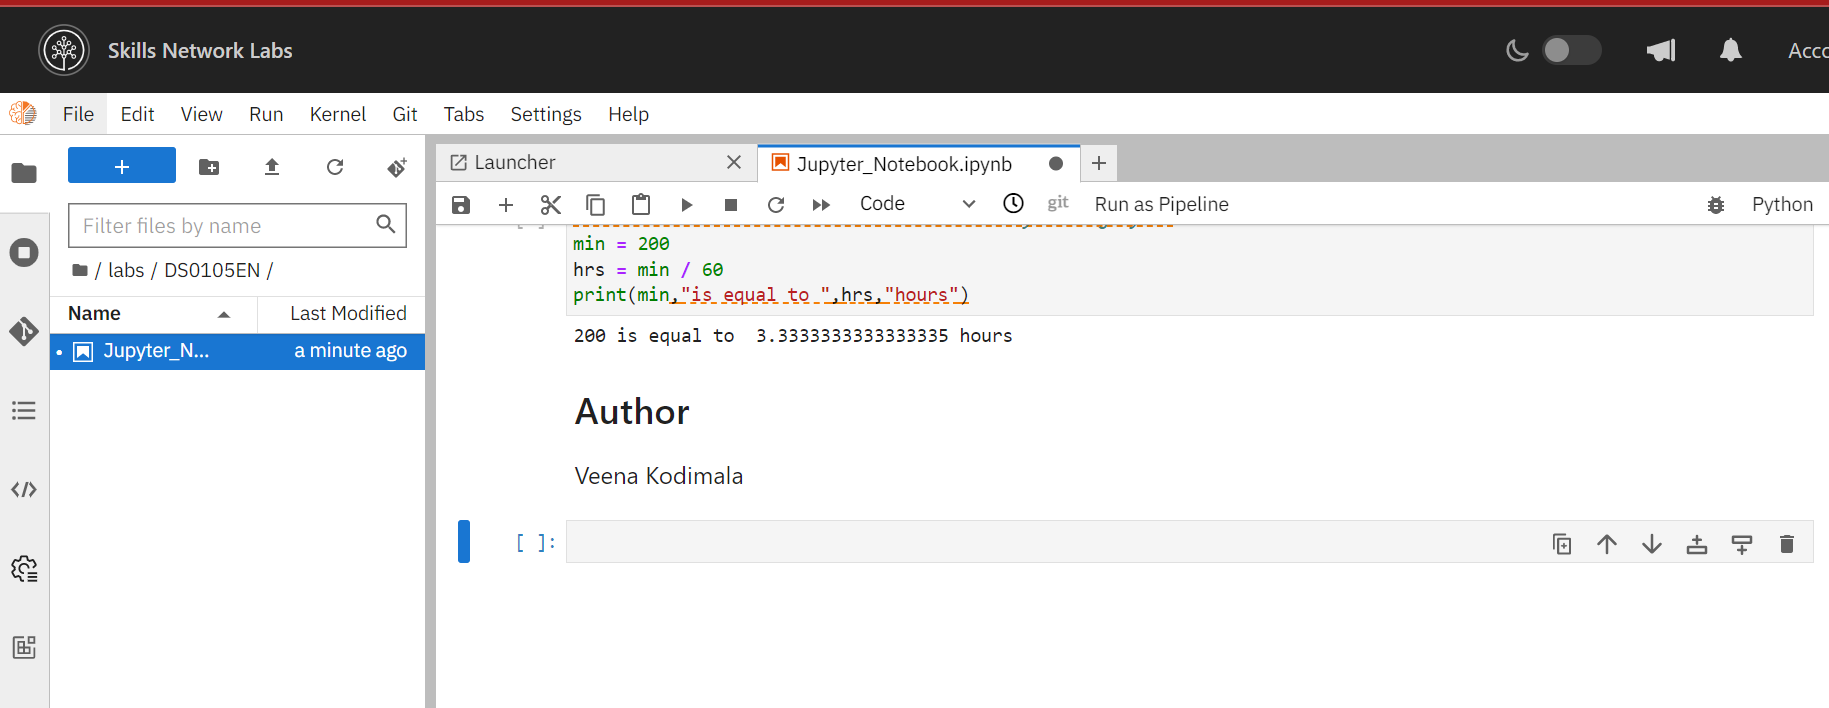 Skills Network Labs
Acco
File Edit View Run Kernel Git Tabs Settings Help
Launcher
Jupyter_Notebook.ipynb
Code
git
Run as Pipeline
Python
Filter files by name
/ labs / DS0105EN /
Name Last Modified
Jupyter_N... a minute ago
min = 200
hrs = min / 60
print(min,"is equal to ",hrs,"hours")
200 is equal to  3.3333333333333335 hours
Author
Veena Kodimala
[ ]: